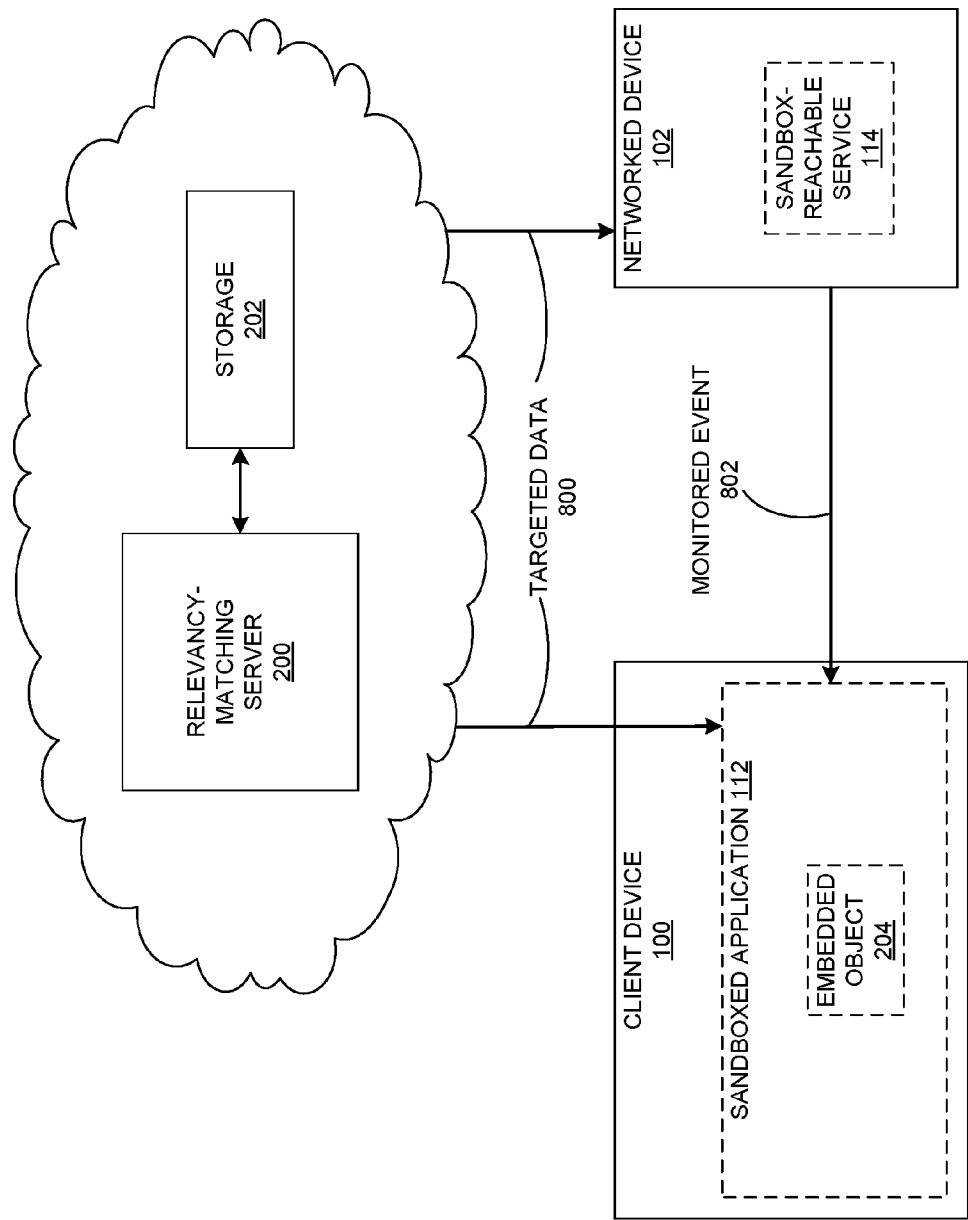 RELEVANCY-
MATCHING
SERVER
200
STORAGE
202
TARGETED DATA
800
CLIENT DEVICE
100
SANDBOXED APPLICATION 112
EMBEDDED
OBJECT
204
MONITORED EVENT
802
NETWORKED DEVICE
102
SANDBOX-
REACHABLE
SERVICE
114